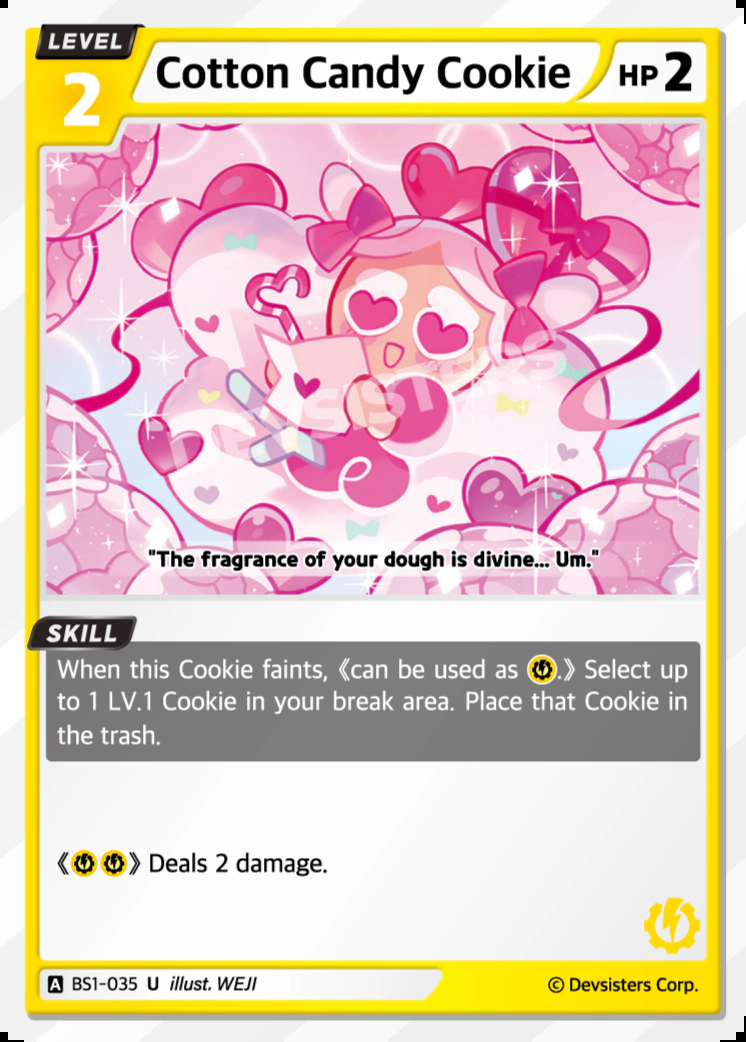 LEVEL
2
Cotton Candy Cookie
HP 2
DEVSISTERS
"The fragrance of your dough is divine... Um."
SKILL
When this Cookie faints, 《can be used as .》 Select up
to 1 LV.1 Cookie in your break area. Place that Cookie in
the trash.
《 》 Deals 2 damage.
A BS1-035 U illust. WEJI
© Devsisters Corp.